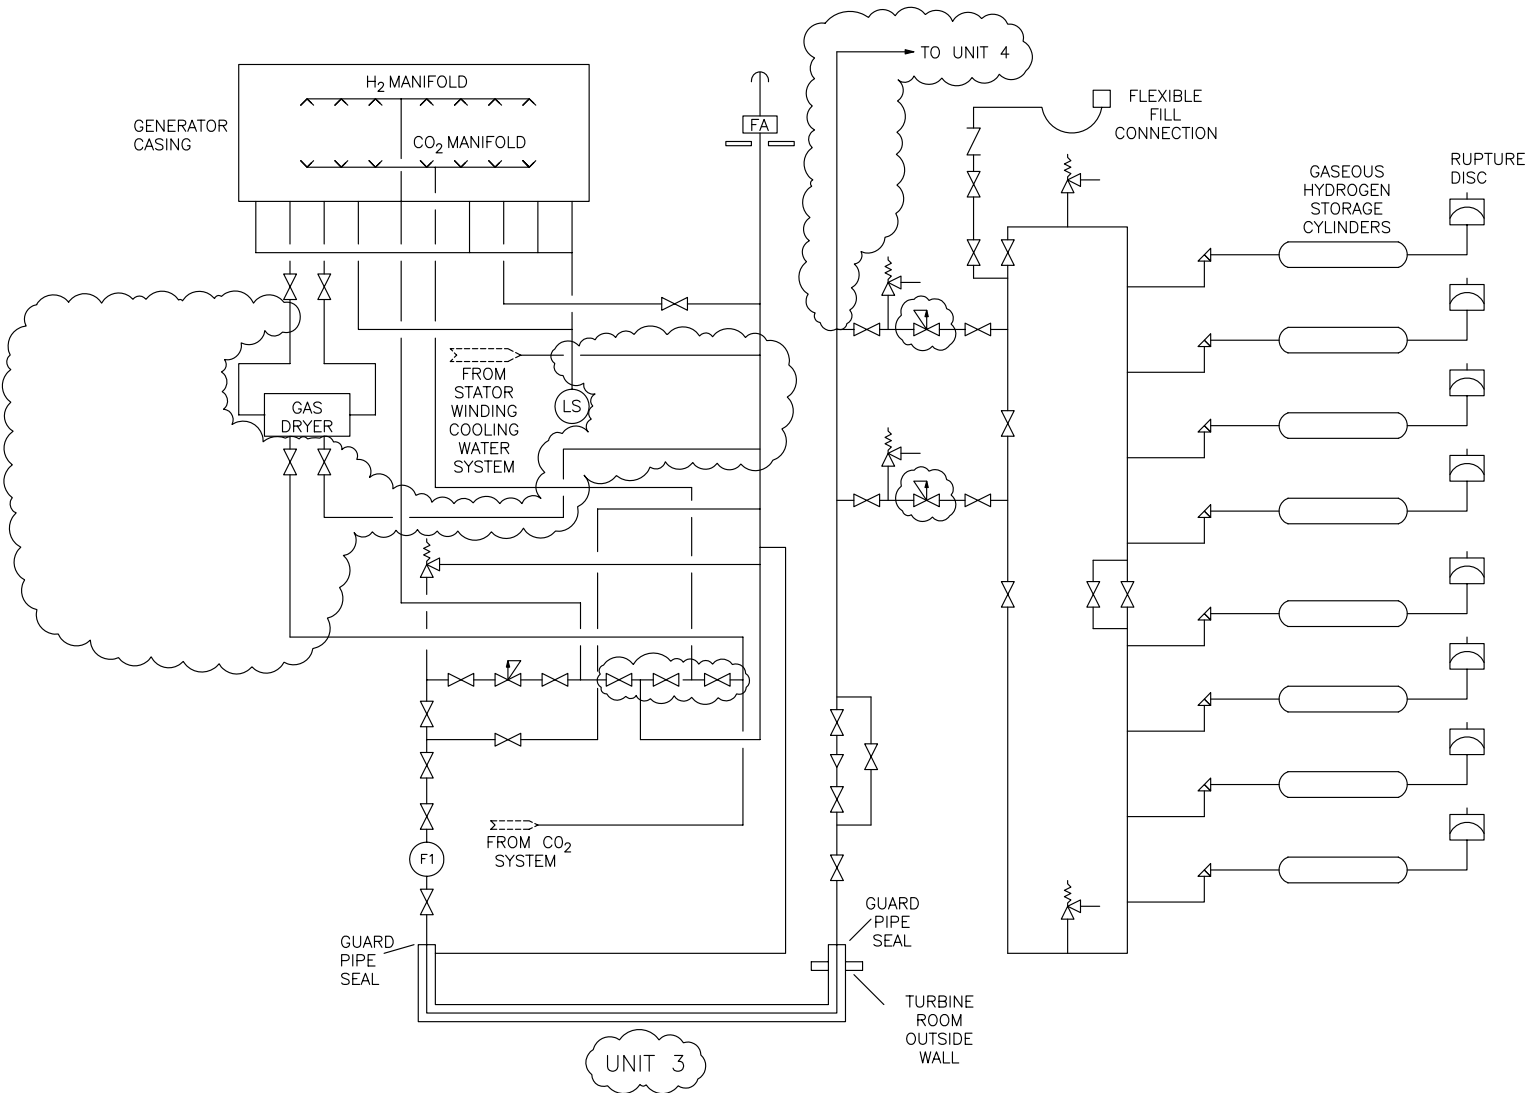 TO UNIT 4
H2 MANIFOLD
GENERATOR
CASING
CO2 MANIFOLD
FA
FLEXIBLE
FILL
CONNECTION
GASEOUS
HYDROGEN
STORAGE
CYLINDERS
RUPTURE
DISC
FROM
STATOR
WINDING
COOLING
WATER
SYSTEM
LS
GAS
DRYER
FROM CO2
SYSTEM
F1
GUARD
PIPE
SEAL
GUARD
PIPE
SEAL
TURBINE
ROOM
OUTSIDE
WALL
UNIT 3